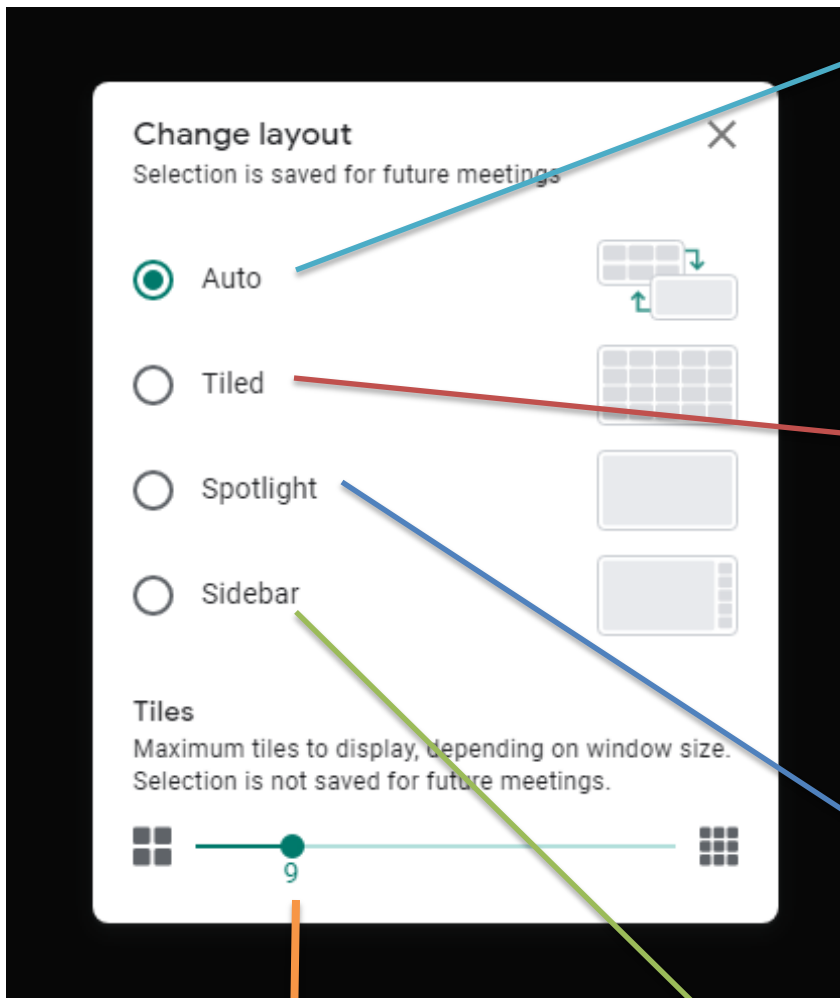 Change layout
Selection is saved for future meetings
Auto
Tiled
Spotlight
Sidebar
Tiles
Maximum tiles to display, depending on window size.
Selection is not saved for future meetings.
9